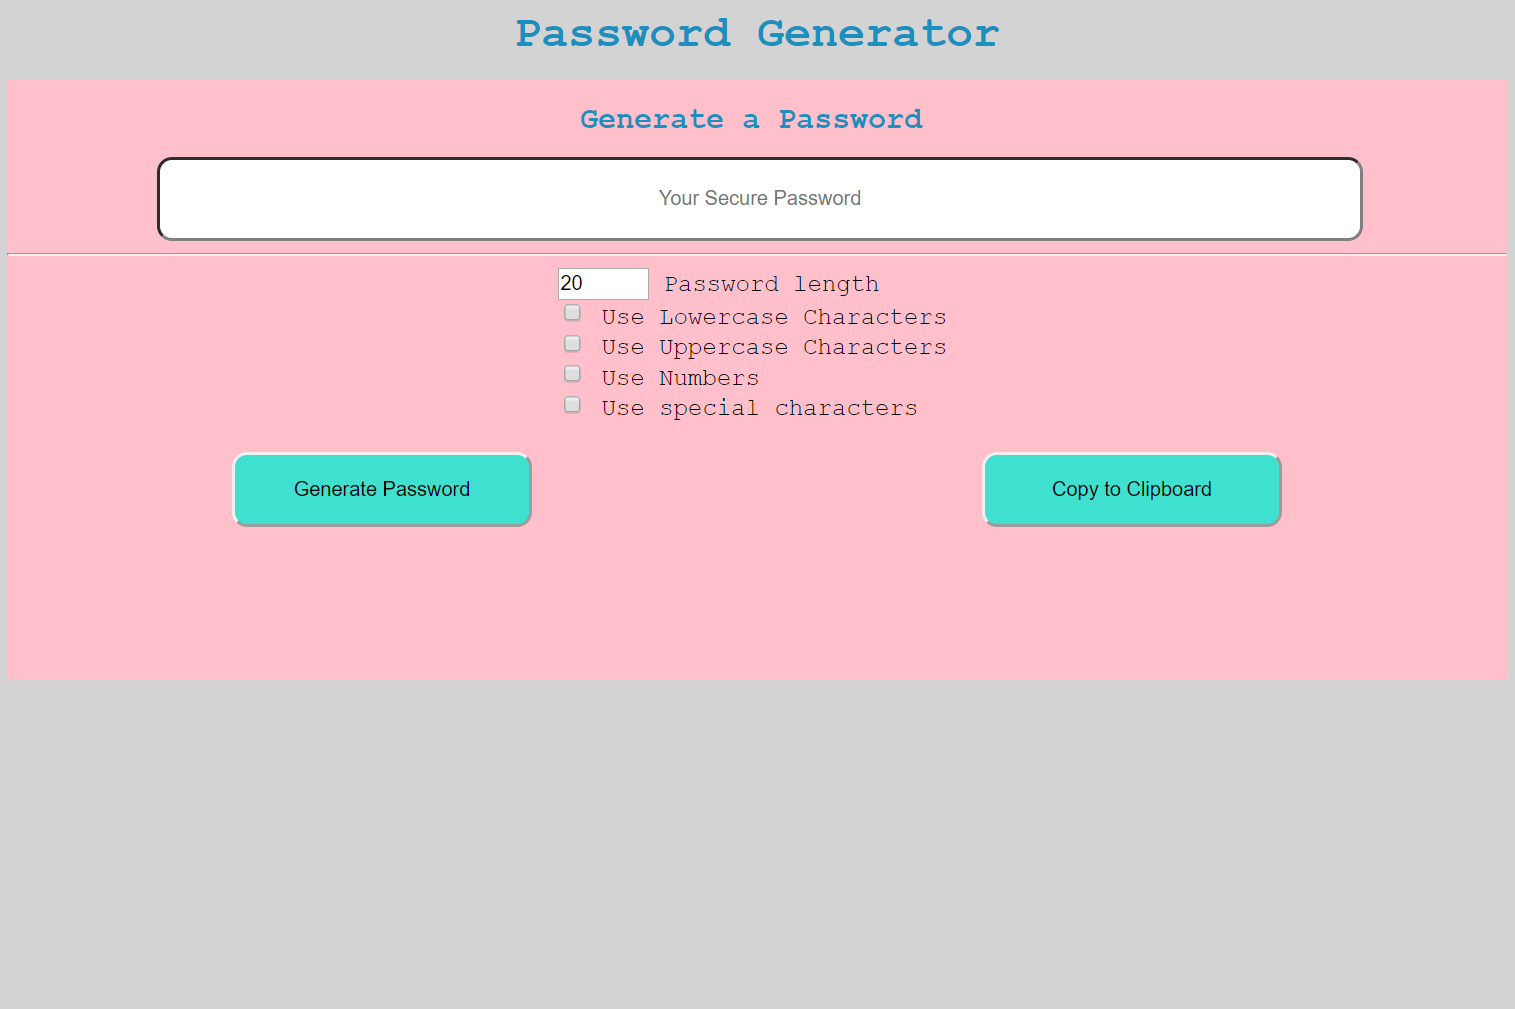 Password Generator
Generate a Password
Your Secure Password
20 Password length
Use Lowercase Characters
Use Uppercase Characters
Use Numbers
Use special characters
Generate Password
Copy to Clipboard